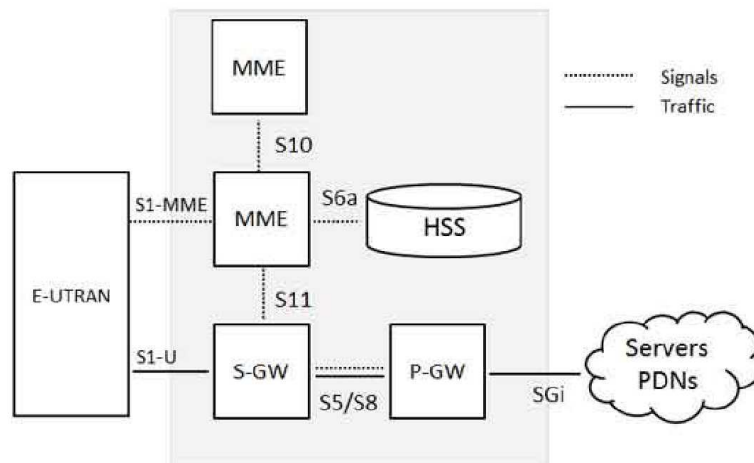 MME
Signals
Traffic
S10
S1-MME
MME
S6a
HSS
E-UTRAN
S11
S1-U
S-GW
S5/S8
P-GW
SGi
Servers
PDNs